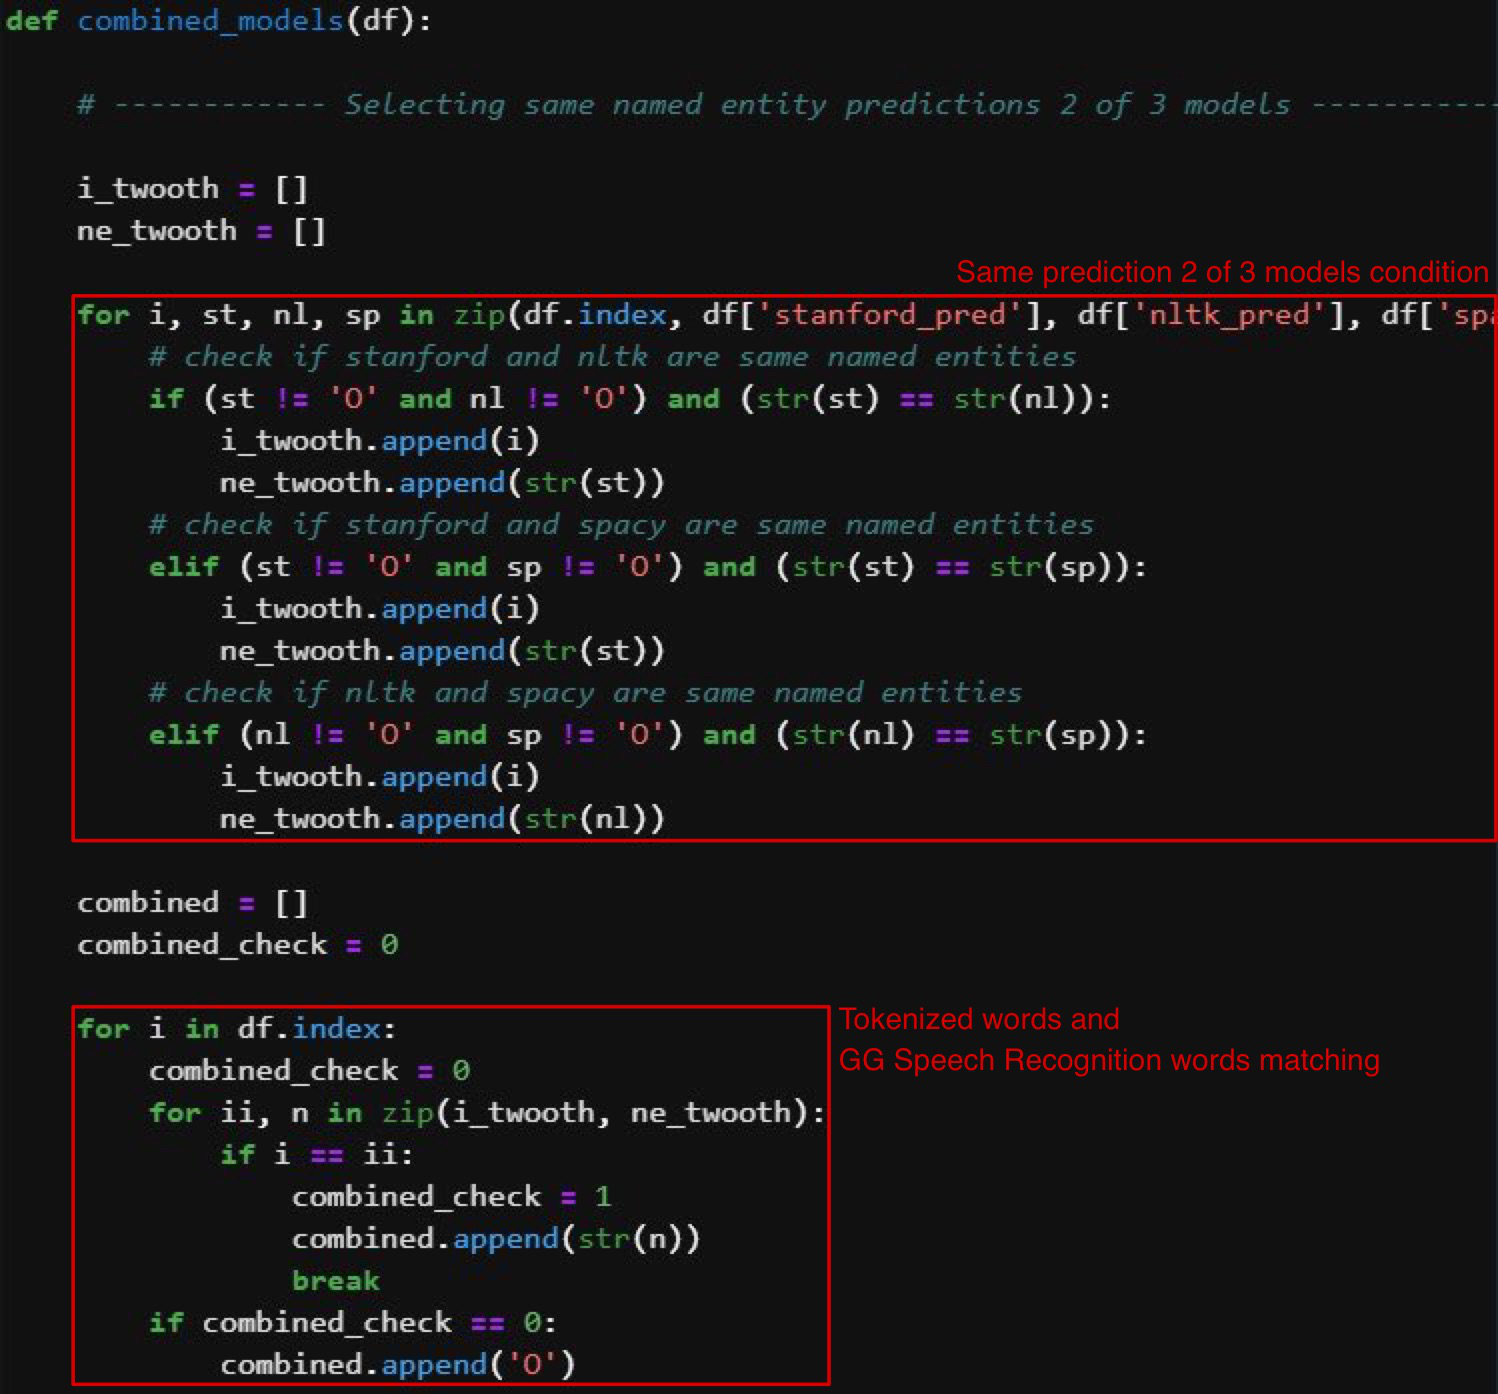 def combined_models(df):
# ------------ Selecting same named entity predictions 2 of 3 models -----------
i_twooth = []
ne_twooth = []
Same prediction 2 of 3 models condition
for i, st, nl, sp in zip(df.index, df['stanford_pred'], df['nltk_pred'], df['spa
# check if stanford and nltk are same named entities
if (st != 'O' and nl != 'O') and (str(st) == str(nl)):
i_twooth.append(i)
ne_twooth.append(str(st))
# check if stanford and spacy are same named entities
elif (st != 'O' and sp != 'O') and (str(st) == str(sp)):
i_twooth.append(i)
ne_twooth.append(str(st))
# check if nltk and spacy are same named entities
elif (nl != 'O' and sp != 'O') and (str(nl) == str(sp)):
i_twooth.append(i)
ne_twooth.append(str(nl))
combined = []
combined_check = 0
Tokenized words and
GG Speech Recognition words matching
for i in df.index:
combined_check = 0
for ii, n in zip(i_twooth, ne_twooth):
if i == ii:
combined_check = 1
combined.append(str(n))
break
if combined_check == 0:
combined.append('O')